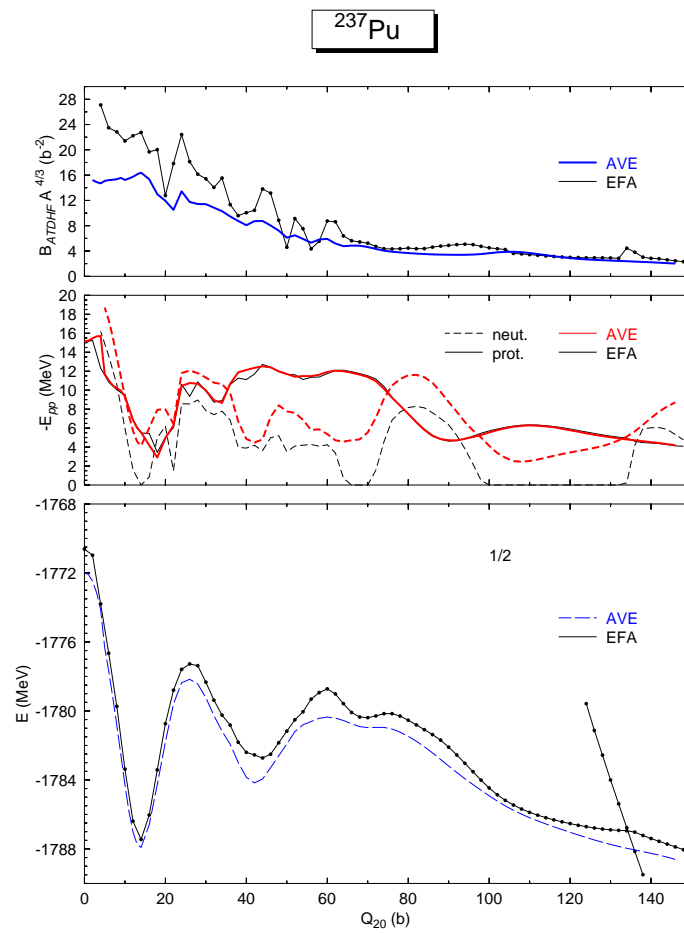 237Pu
28
24
20
16
12
8
4
0
B_ATDHF A^4/3 (b^-2)
AVE
EFA
20
18
16
14
12
10
8
6
4
2
0
-E_pp (MeV)
neut.
prot.
AVE
EFA
-1768
-1772
-1776
-1780
-1784
-1788
E (MeV)
1/2
AVE
EFA
0 20 40 60 80 100 120 140
Q_20 (b)